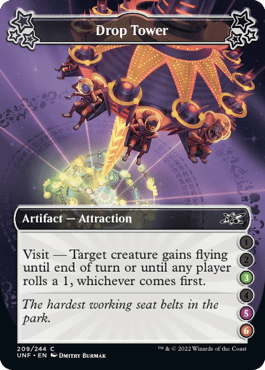 Drop Tower
Artifact — Attraction
Visit — Target creature gains flying
until end of turn or until any player
rolls a 1, whichever comes first.
The hardest working seat belts in the
park.
1
2
3
4
5
6
209/244 C
UNF • EN Dmitry Burmak
™ & © 2022 Wizards of the Coast